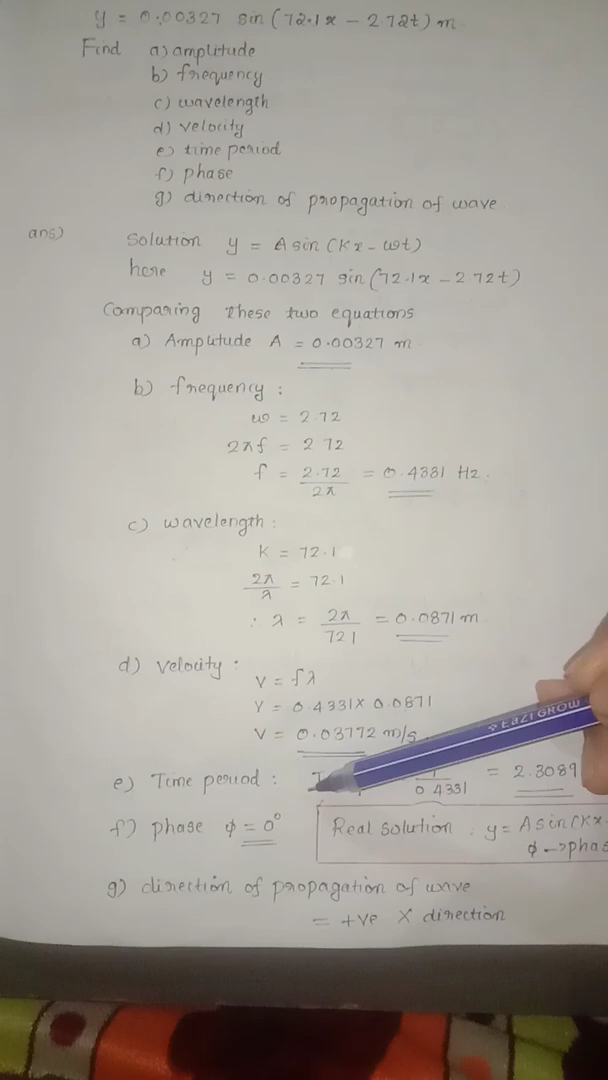 y = 0.00327 sin (72.1x − 2.72t) m
Find a) amplitude
b) frequency
c) wavelength
d) velocity
e) time period
f) phase
g) direction of propagation of wave
ans) Solution y = A sin (Kx − ωt)
here y = 0.00327 sin (72.1x − 2.72t)
Comparing these two equations
a) Amplitude A = 0.00327 m
b) frequency :
ω = 2.72
2πf = 2.72
f = 2.72 / 2π = 0.4331 Hz.
c) wavelength :
K = 72.1
2π / λ = 72.1
∴ λ = 2π / 721 = 0.0871 m
d) velocity :
V = fλ
V = 0.4331 x 0.0871
V = 0.03772 m/s.
EAZI GROW
e) Time period : 0.4331 = 2.3089
f) phase ϕ = 0°
Real solution : y = A sin (Kx
ϕ → phas
g) direction of propagation of wave
= +ve X direction